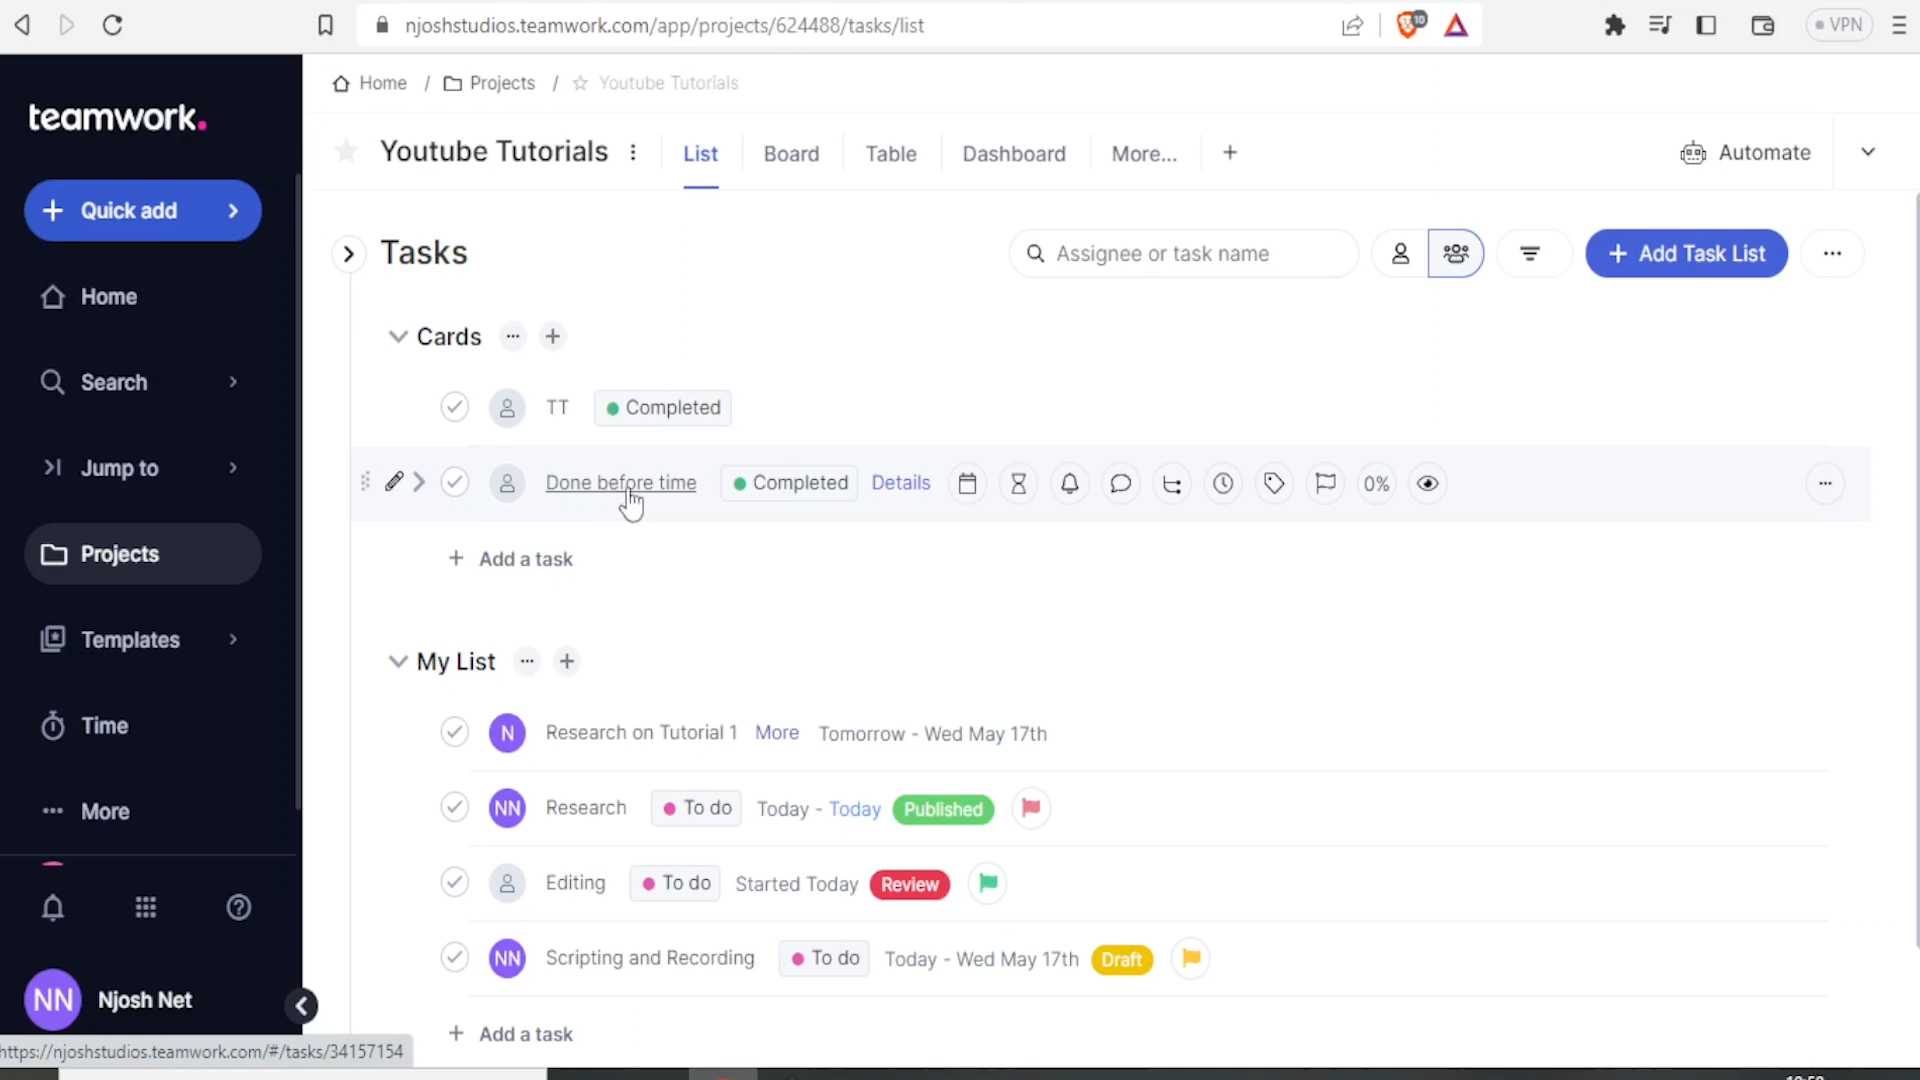 njoshstudios.teamwork.com/app/projects/624488/tasks/list
10
VPN
teamwork.
Home / Projects / Youtube Tutorials
Youtube Tutorials
List
Board
Table
Dashboard
More...
Automate
Quick add
Tasks
Assignee or task name
Add Task List
Home
Cards
Search
TT Completed
Jump to
Done before time Completed Details 0%
Projects
Add a task
Templates
My List
Time
Research on Tutorial 1 More Tomorrow - Wed May 17th
More
NN Research To do Today - Today Published
N
Editing To do Started Today Review
NN Scripting and Recording To do Today - Wed May 17th Draft
NN Njosh Net
Add a task
https://njoshstudios.teamwork.com/#/tasks/34157154